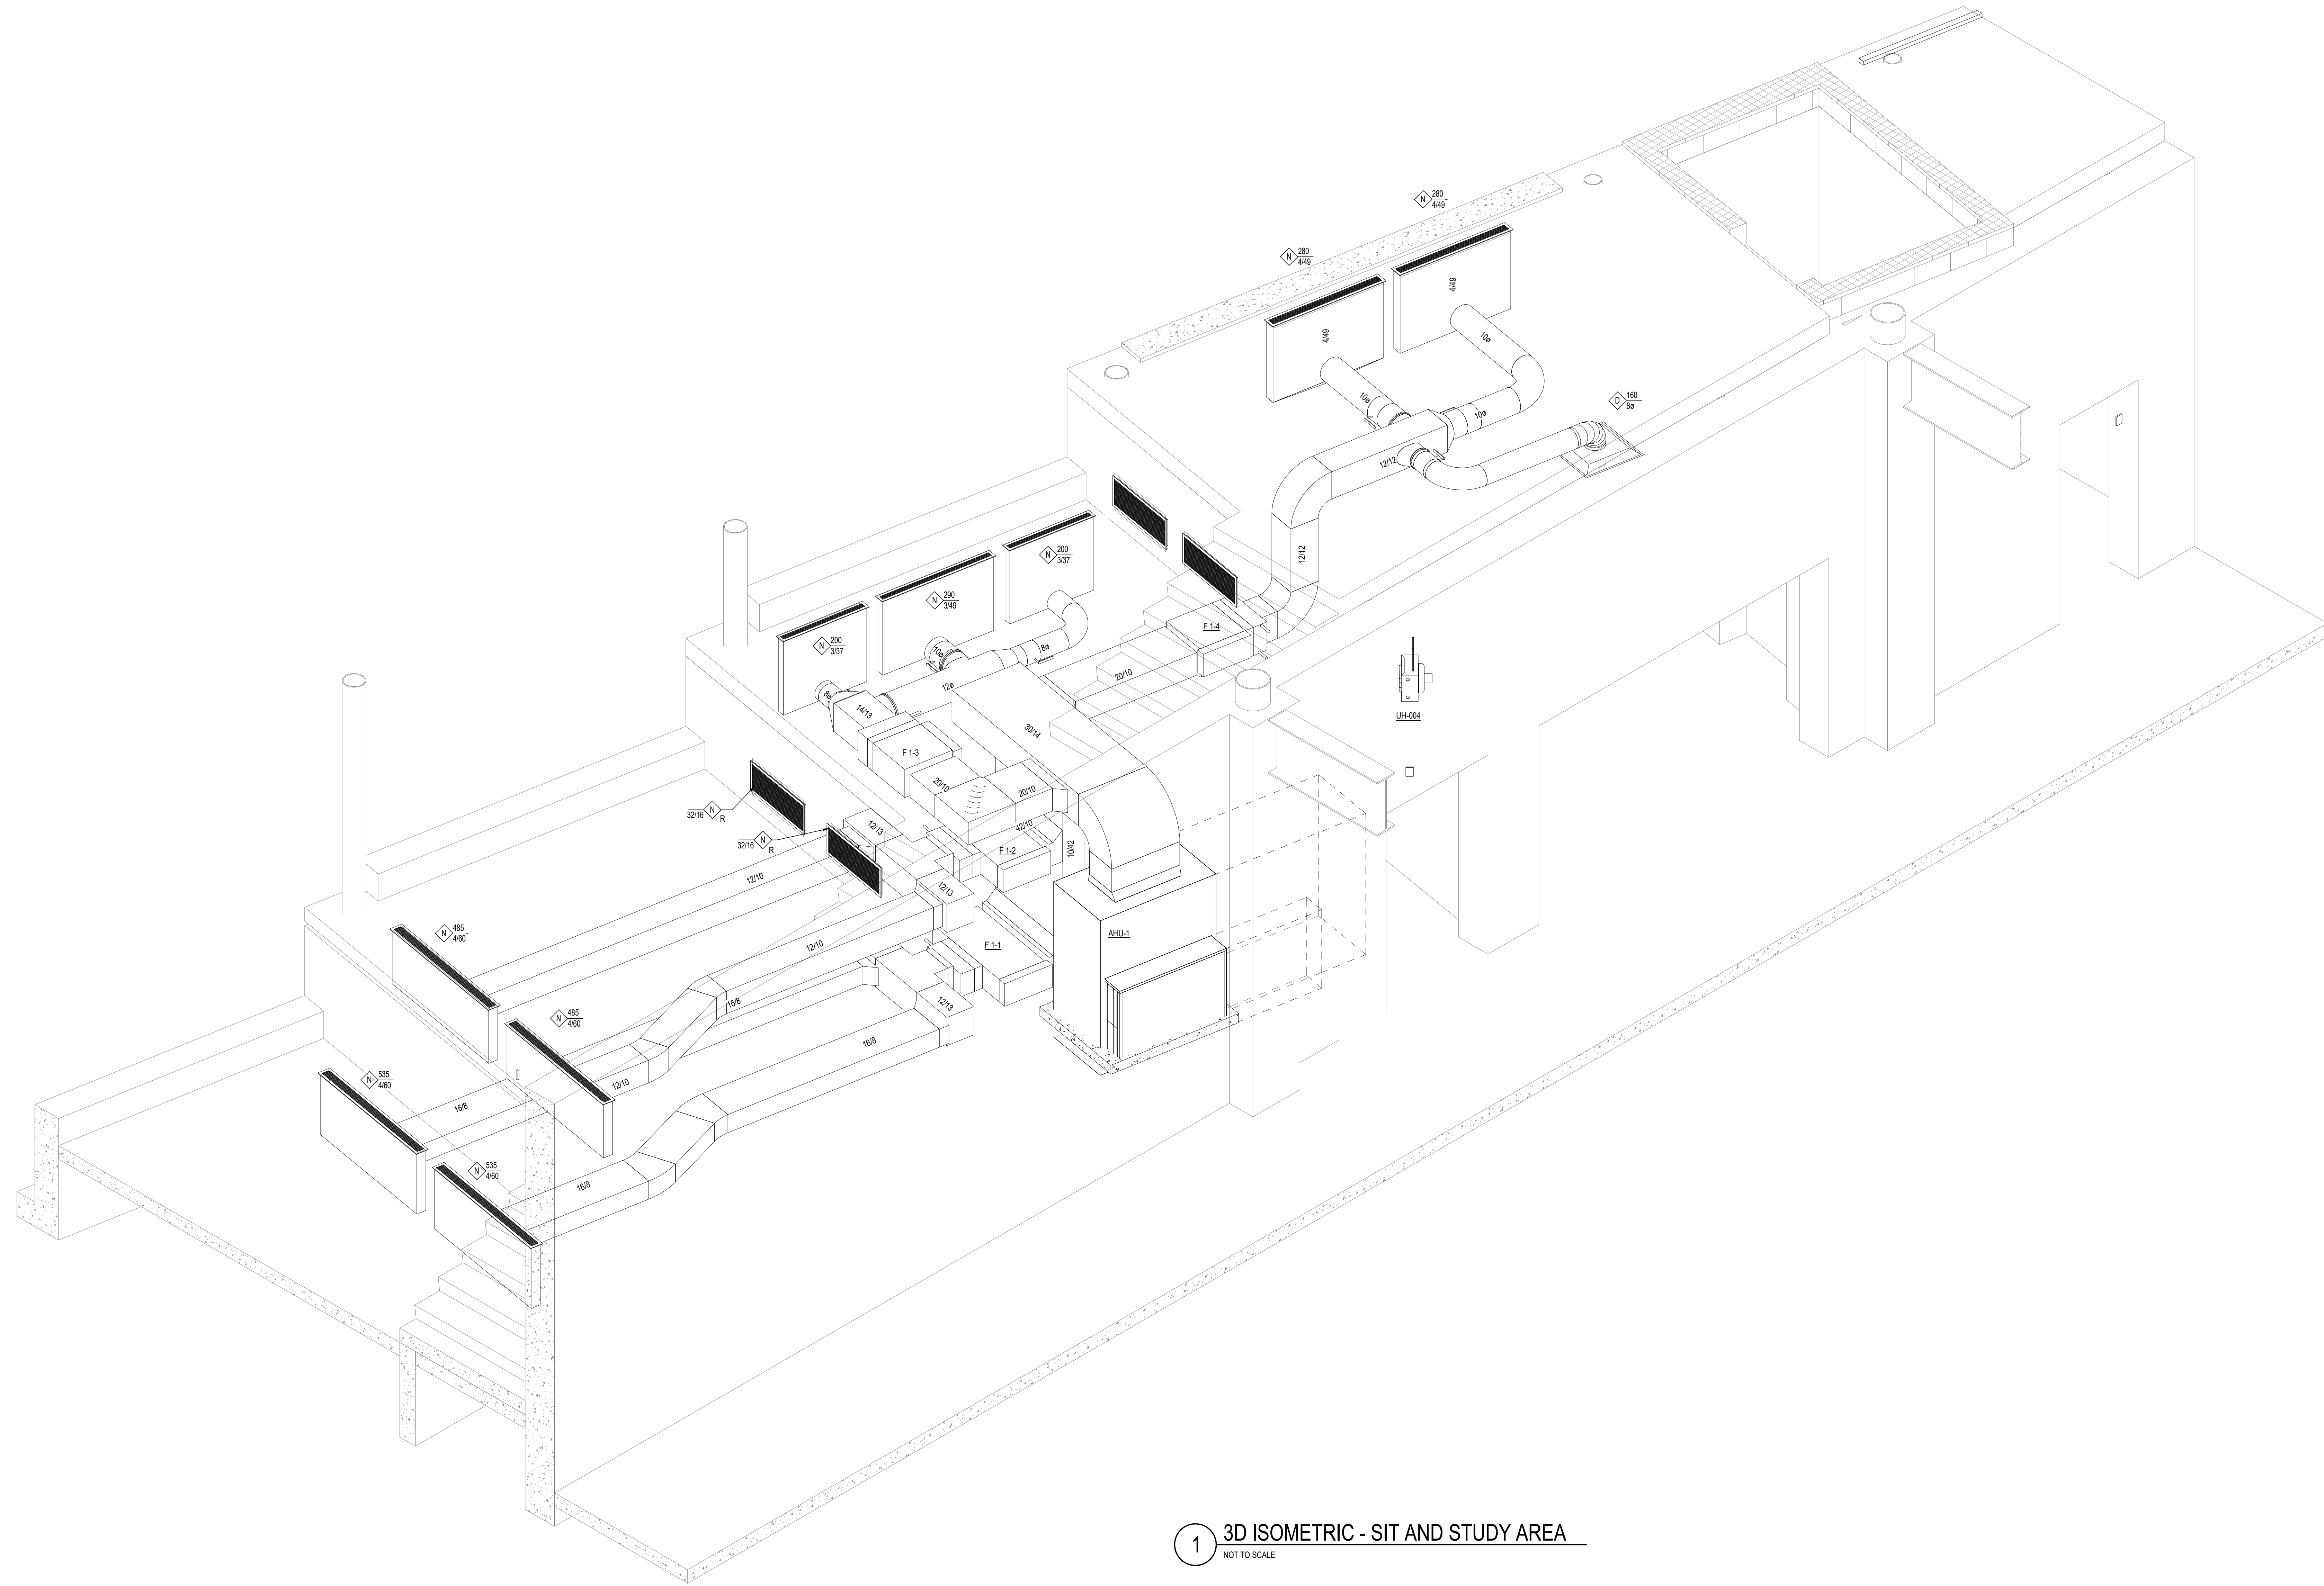 N 280
4/49
N 280
4/49
4/49
4/49
10ø
10ø
10ø
D 160
8ø
12/12
12/12
N 200
3/37
N 290
3/49
N 200
3/37
10ø
8ø
8ø
12ø
14/13
F 1-4
20/10
F 1-3
30/14
UH-004
20/10
20/10
42/10
F 1-2
10/42
32/16 N
R
32/16 N
R
12/13
12/10
12/13
AHU-1
N 485
4/60
12/10
F 1-1
16/8
12/13
N 485
4/60
16/8
N 535
4/60
12/10
16/8
N 535
4/60
16/8
1
3D ISOMETRIC - SIT AND STUDY AREA
NOT TO SCALE